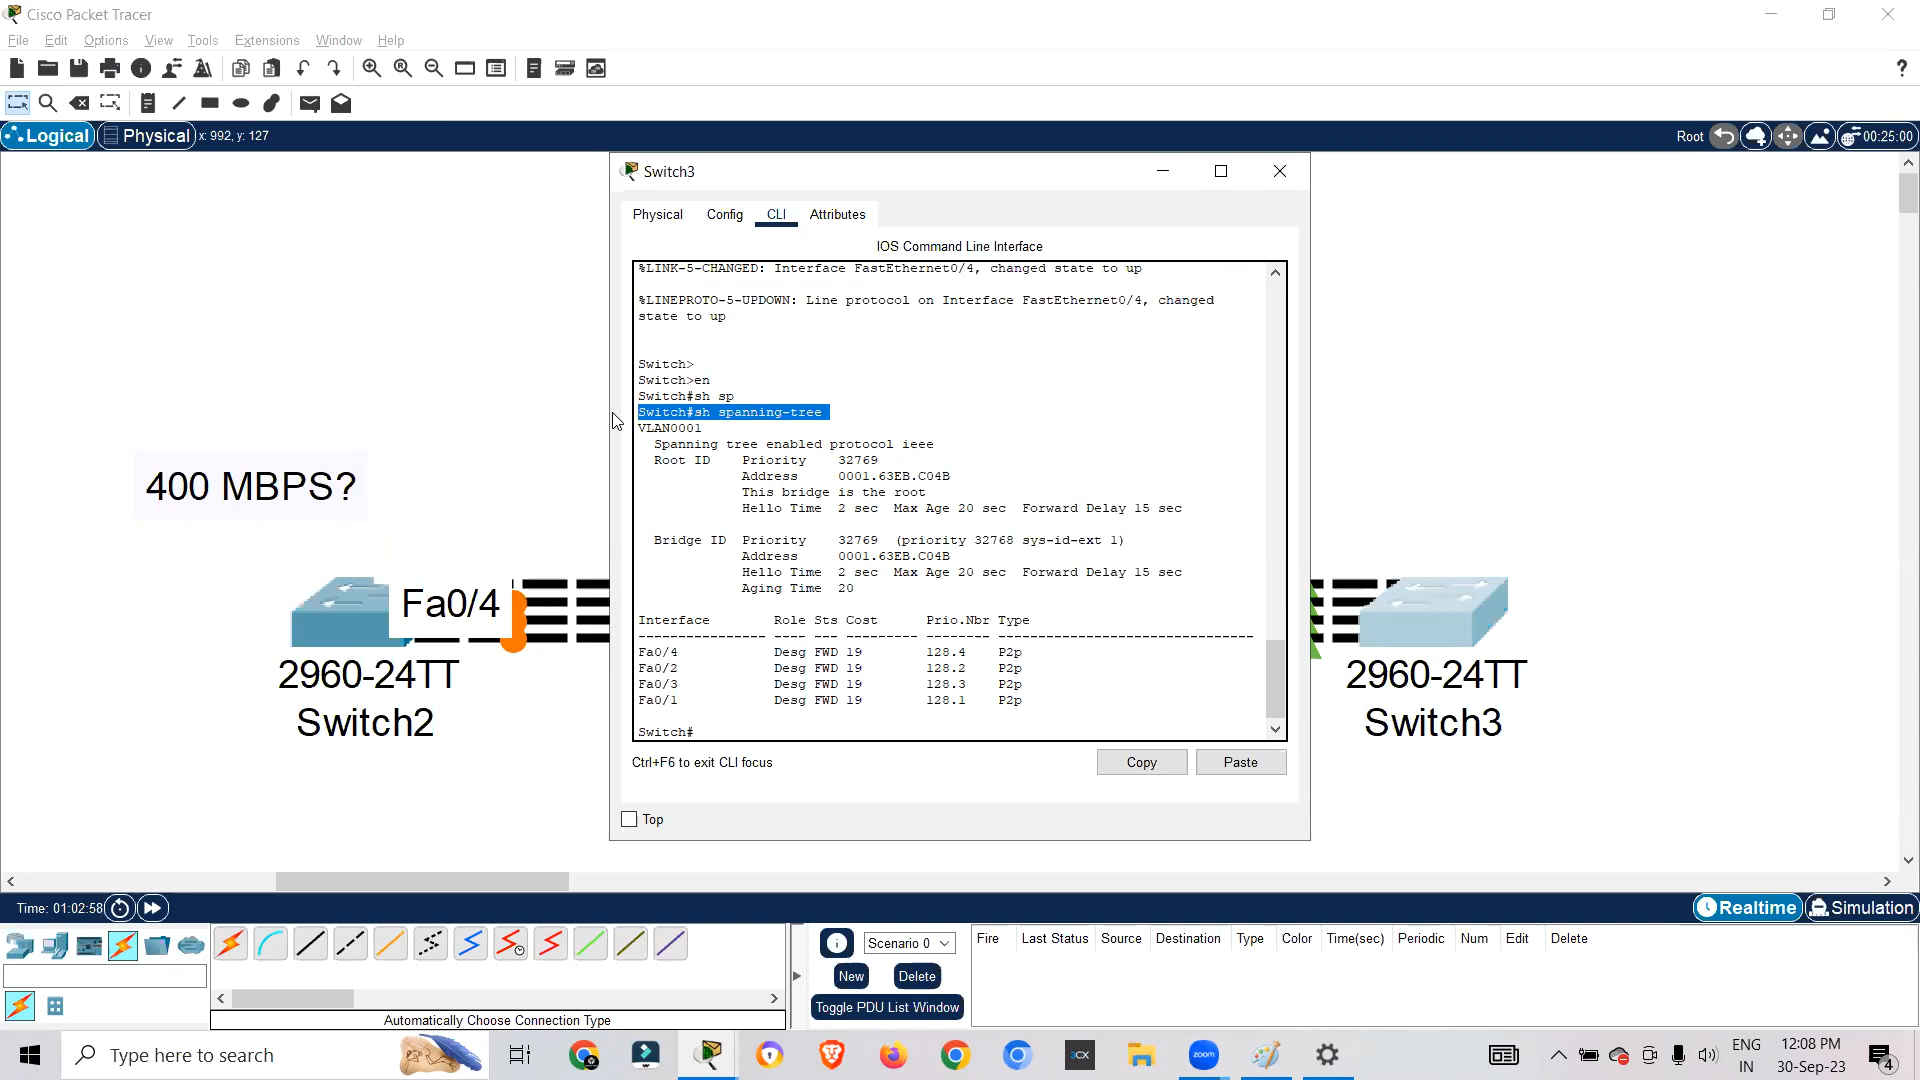 Cisco Packet Tracer
File Edit Options View Tools Extensions Window Help
?
Logical Physical x: 992, y: 127
Root 00:25:00
Switch3
Physical Config CLI Attributes
IOS Command Line Interface
%LINK-5-CHANGED: Interface FastEthernet0/4, changed state to up
%LINEPROTO-5-UPDOWN: Line protocol on Interface FastEthernet0/4, changed
state to up
Switch>
Switch>en
Switch#sh sp
Switch#sh spanning-tree
VLAN0001
Spanning tree enabled protocol ieee
Root ID Priority 32769
Address 0001.63EB.C04B
This bridge is the root
Hello Time 2 sec Max Age 20 sec Forward Delay 15 sec
Bridge ID Priority 32769 (priority 32768 sys-id-ext 1)
Address 0001.63EB.C04B
Hello Time 2 sec Max Age 20 sec Forward Delay 15 sec
Aging Time 20
Interface Role Sts Cost Prio.Nbr Type
---------------- ---- --- --------- -------- --------------------------------
Fa0/4 Desg FWD 19 128.4 P2p
Fa0/2 Desg FWD 19 128.2 P2p
Fa0/3 Desg FWD 19 128.3 P2p
Fa0/1 Desg FWD 19 128.1 P2p
Switch#
Ctrl+F6 to exit CLI focus
Copy Paste
Top
400 MBPS?
Fa0/4
2960-24TT
Switch2
2960-24TT
Switch3
Time: 01:02:58
Realtime Simulation
Scenario 0
New Delete
Toggle PDU List Window
Fire Last Status Source Destination Type Color Time(sec) Periodic Num Edit Delete
Automatically Choose Connection Type
Type here to search
3CX
zoom
ENG
IN
12:08 PM
30-Sep-23
4